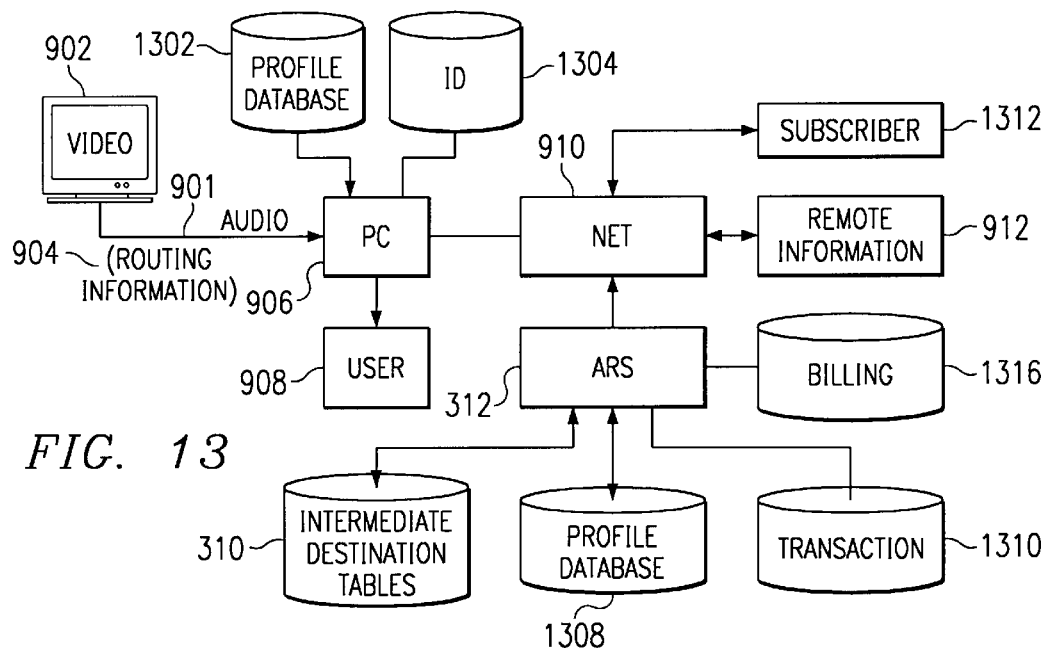 902
VIDEO
1302
PROFILE
DATABASE
ID
1304
910
SUBSCRIBER
1312
901
AUDIO
904
(ROUTING
INFORMATION)
PC
906
NET
REMOTE
INFORMATION
912
USER
908
ARS
312
BILLING
1316
FIG. 13
310
INTERMEDIATE
DESTINATION
TABLES
PROFILE
DATABASE
1308
TRANSACTION
1310